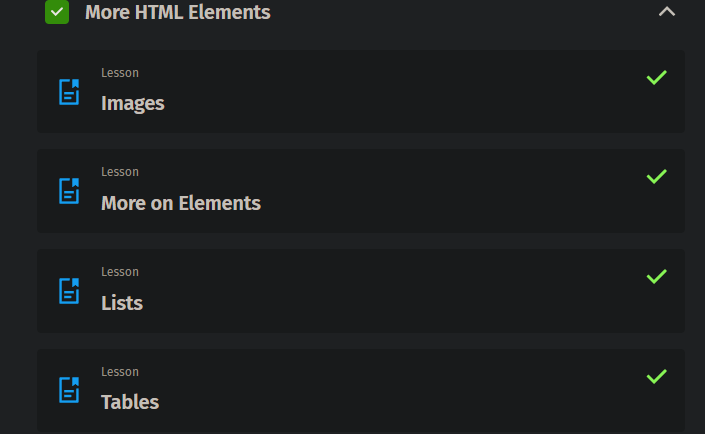 More HTML Elements
Lesson
Images
Lesson
More on Elements
Lesson
Lists
Lesson
Tables